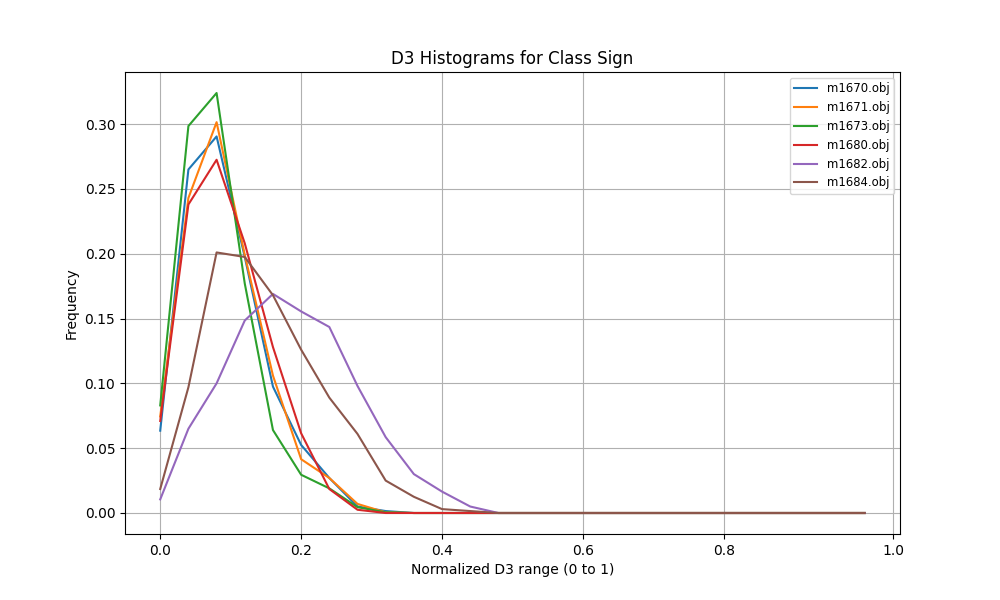 D3 Histograms for Class Sign
m1670.obj
m1671.obj
m1673.obj
m1680.obj
m1682.obj
m1684.obj
Frequency
0.30
0.25
0.20
0.15
0.10
0.05
0.00
0.0 0.2 0.4 0.6 0.8 1.0
Normalized D3 range (0 to 1)